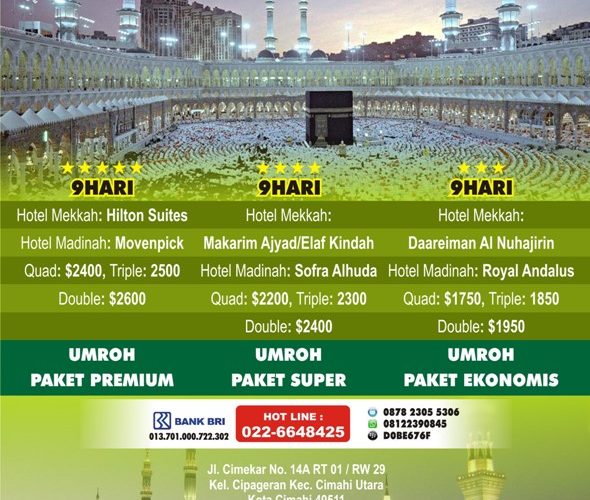 9HARI
Hotel Mekkah: Hilton Suites
Hotel Madinah: Movenpick
Quad: $2400, Triple: 2500
Double: $2600
UMROH
PAKET PREMIUM
9HARI
Hotel Mekkah:
Makarim Ajyad/Elaf Kindah
Hotel Madinah: Sofra Alhuda
Quad: $2200, Triple: 2300
Double: $2400
UMROH
PAKET SUPER
9HARI
Hotel Mekkah:
Daareiman Al Nuhajirin
Hotel Madinah: Royal Andalus
Quad: $1750, Triple: 1850
Double: $1950
UMROH
PAKET EKONOMIS
BANK BRI
013.701.000.722.302
HOT LINE :
022-6648425
0878 2305 5306
08122390845
D0BE676F
Jl. Cimekar No. 14A RT 01 / RW 29
Kel. Cipageran Kec. Cimahi Utara
Kota Cimahi 40511